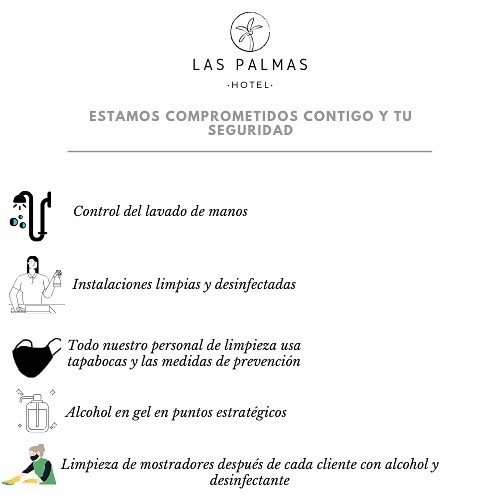 LAS PALMAS
·HOTEL·
ESTAMOS COMPROMETIDOS CONTIGO Y TU
SEGURIDAD
Control del lavado de manos
Instalaciones limpias y desinfectadas
Todo nuestro personal de limpieza usa
tapabocas y las medidas de prevención
Alcohol en gel en puntos estratégicos
Limpieza de mostradores después de cada cliente con alcohol y
desinfectante